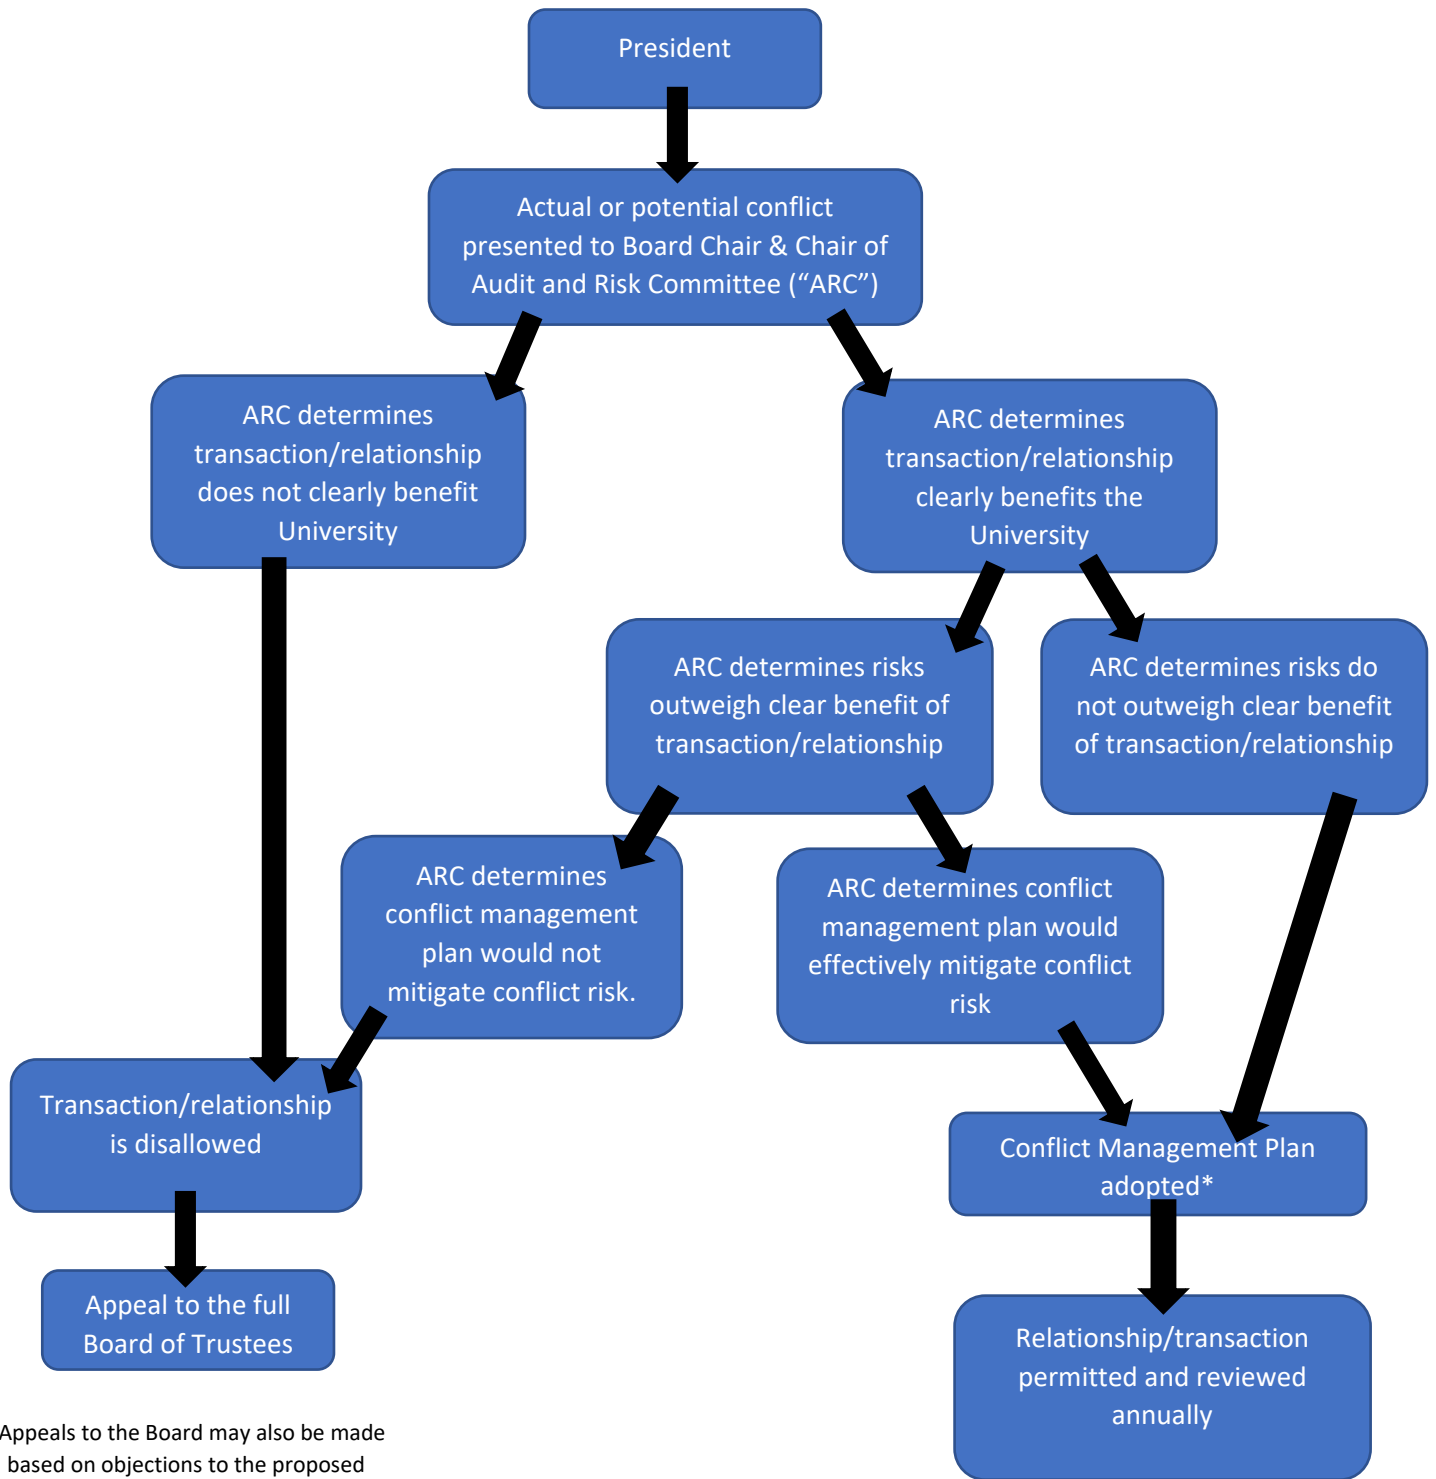 President
Actual or potential conflict
presented to Board Chair & Chair of
Audit and Risk Committee (“ARC”)
ARC determines
transaction/relationship
does not clearly benefit
University
ARC determines
transaction/relationship
clearly benefits the
University
ARC determines risks
outweigh clear benefit of
transaction/relationship
ARC determines risks do
not outweigh clear benefit
of transaction/relationship
ARC determines
conflict management
plan would not
mitigate conflict risk.
ARC determines conflict
management plan would
effectively mitigate conflict
risk
Transaction/relationship
is disallowed
Conflict Management Plan
adopted*
Appeal to the full
Board of Trustees
Relationship/transaction
permitted and reviewed
annually
Appeals to the Board may also be made
based on objections to the proposed